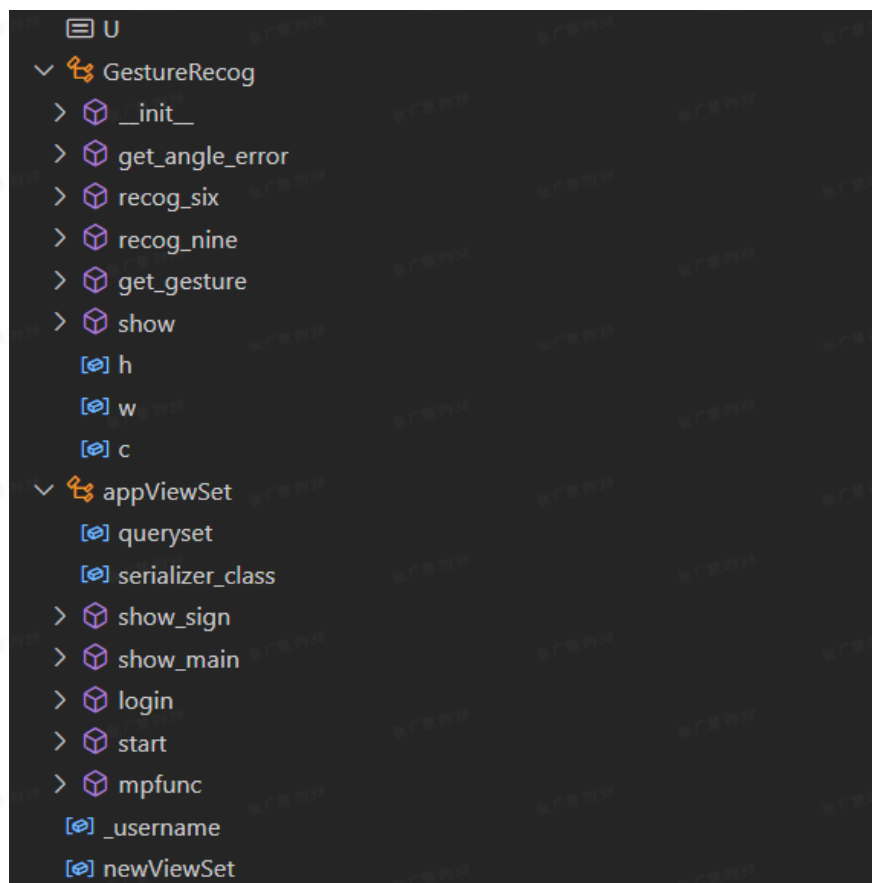 U
GestureRecog
__init__
get_angle_error
recog_six
recog_nine
get_gesture
show
h
w
c
appViewSet
queryset
serializer_class
show_sign
show_main
login
start
mpfunc
_username
newViewSet